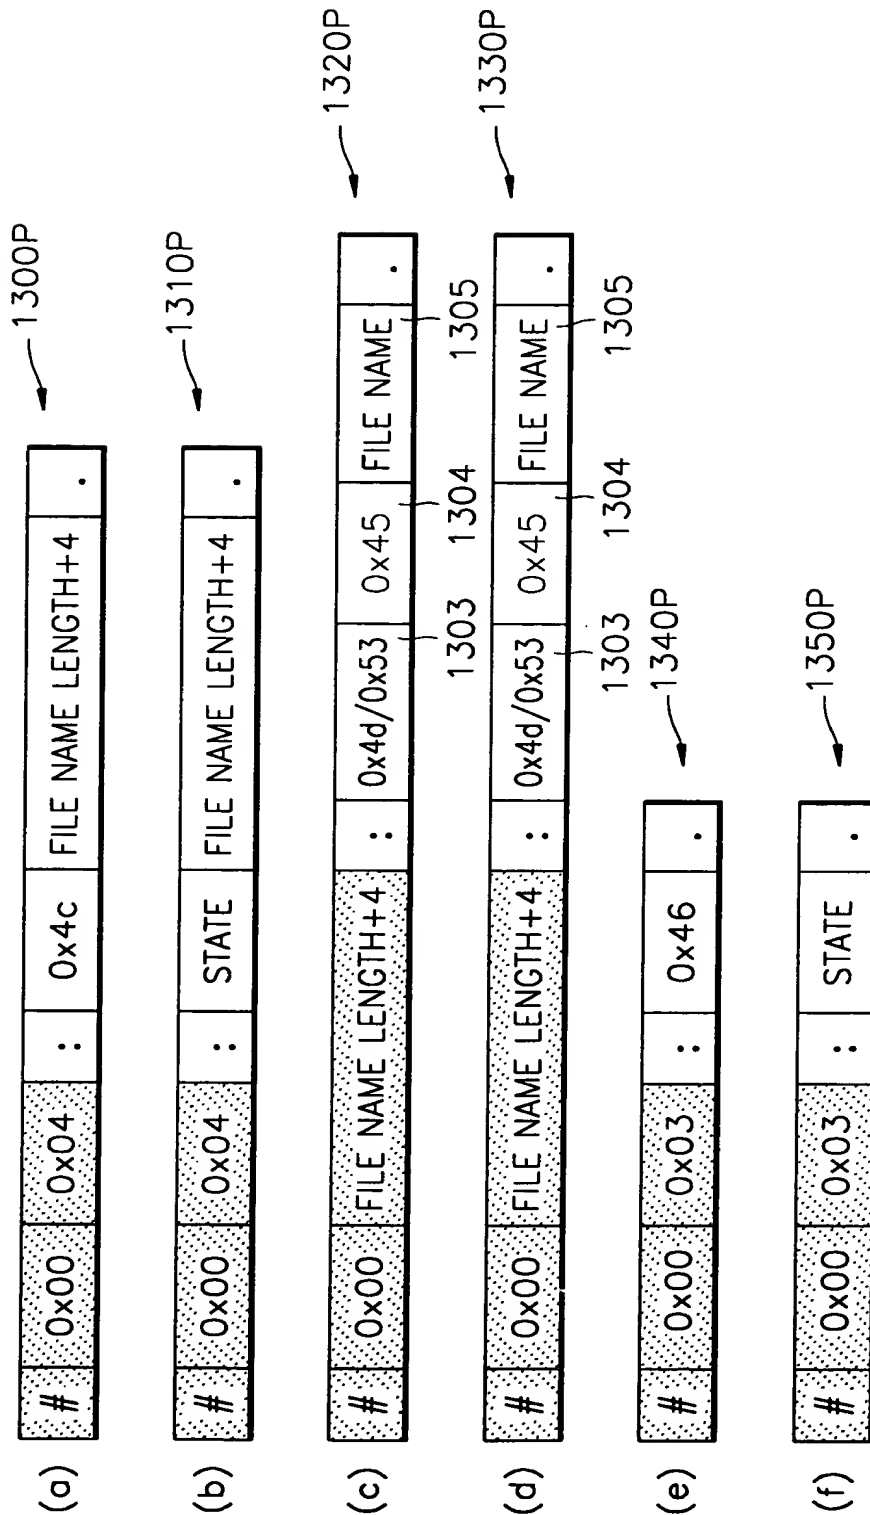 (a) # 0x00 0x04 : 0x4c FILE NAME LENGTH+4 . 1300P
(b) # 0x00 0x04 : STATE FILE NAME LENGTH+4 . 1310P
(c) # 0x00 FILE NAME LENGTH+4 : 0x4d/0x53 0x45 FILE NAME . 1320P
1303 1304 1305
(d) # 0x00 FILE NAME LENGTH+4 : 0x4d/0x53 0x45 FILE NAME . 1330P
1303 1304 1305
(e) # 0x00 0x03 : 0x46 . 1340P
(f) # 0x00 0x03 : STATE . 1350P